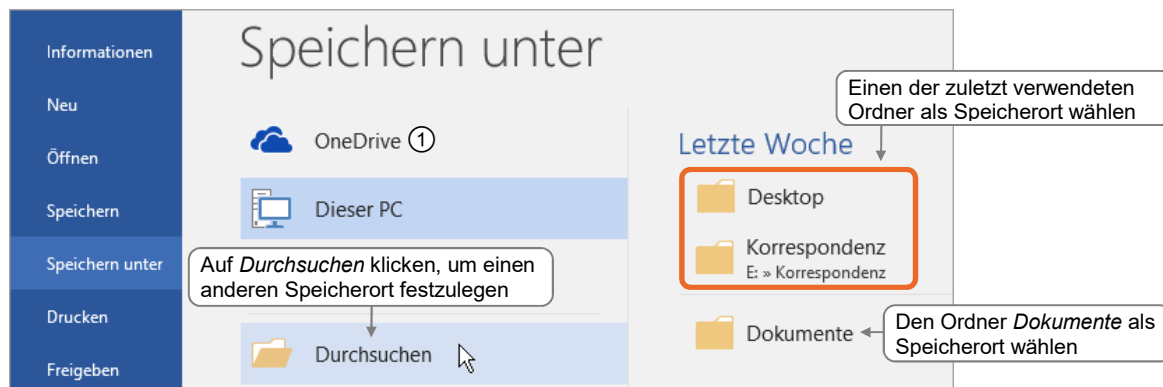 Informationen
Neu
Öffnen
Speichern
Speichern unter
Drucken
Freigeben
Speichern unter
OneDrive ①
Dieser PC
Auf Durchsuchen klicken, um einen
anderen Speicherort festzulegen
Durchsuchen
Einen der zuletzt verwendeten
Ordner als Speicherort wählen
Letzte Woche
Desktop
Korrespondenz
E: » Korrespondenz
Dokumente
Den Ordner Dokumente als
Speicherort wählen